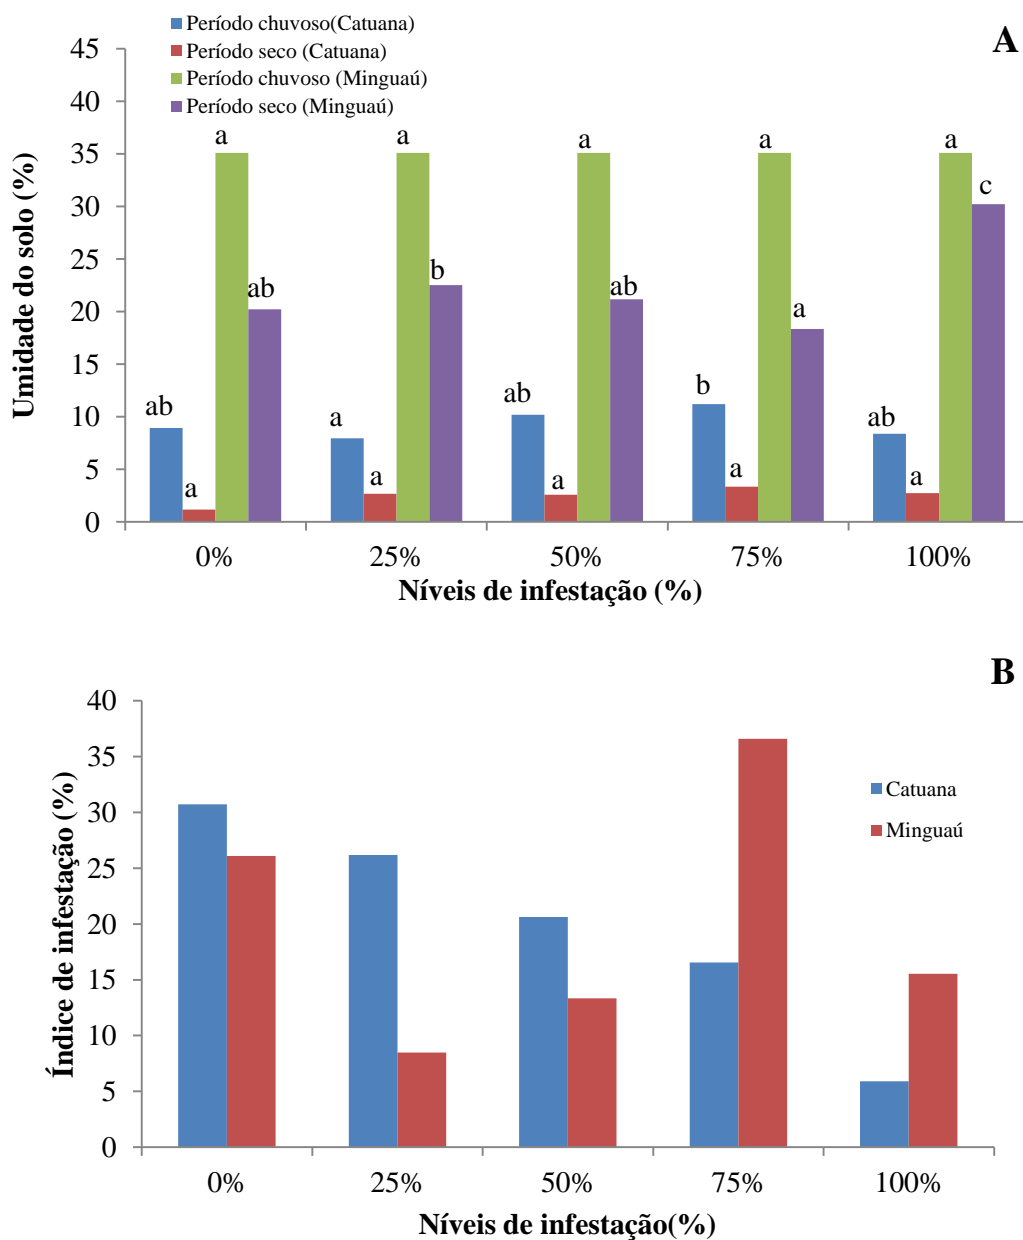 Período chuvoso(Catuana)
Período seco (Catuana)
Período chuvoso (Minguaú)
Período seco (Minguaú)
A
Umidade do solo (%)
45
40
35
30
25
20
15
10
5
0
ab a a ab
a a a b
ab a a ab
b a a a
ab a a c
0% 25% 50% 75% 100%
Níveis de infestação (%)
B
Índice de infestação (%)
40
35
30
25
20
15
10
5
0
Catuana
Minguaú
0% 25% 50% 75% 100%
Níveis de infestação(%)